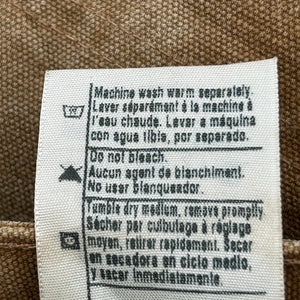 Machine wash warm separately.
Laver séparément à la machine à
l'eau chaude. Lavar a máquina
con agua tibia, por separado.
Do not bleach.
Aucun agent de blanchiment.
No usar blanqueador.
Tumble dry medium, remove promptly
Sécher par culbutage à réglage
moyen, retirer rapidement. Secar
en secadora en ciclo medio,
y sacar inmediatamente.